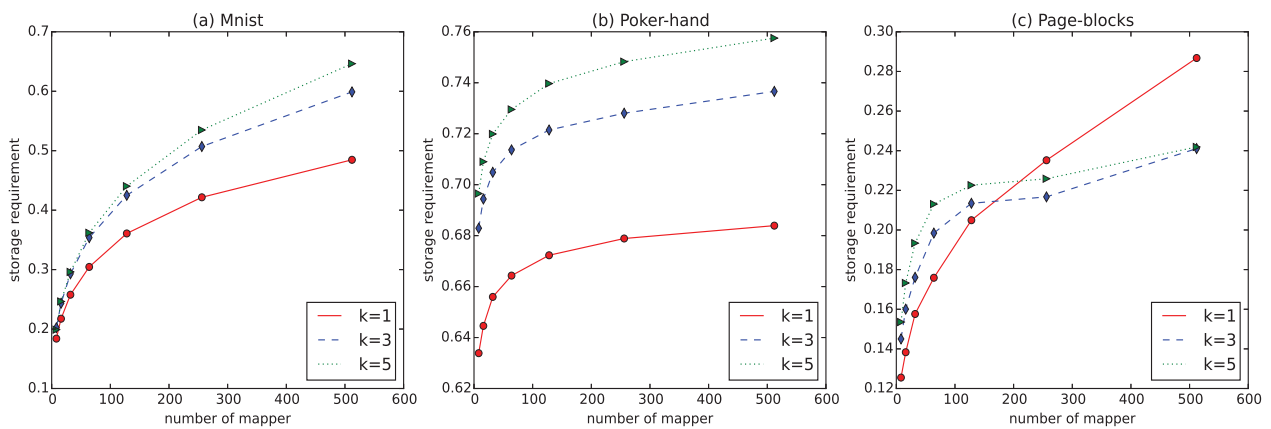 (a) Mnist
0.7
0.6
0.5
0.4
0.3
0.2
0.1
storage requirement
0 100 200 300 400 500 600
number of mapper
k=1
k=3
k=5
(b) Poker-hand
0.76
0.74
0.72
0.70
0.68
0.66
0.64
0.62
storage requirement
0 100 200 300 400 500 600
number of mapper
k=1
k=3
k=5
(c) Page-blocks
0.30
0.28
0.26
0.24
0.22
0.20
0.18
0.16
0.14
0.12
storage requirement
0 100 200 300 400 500 600
number of mapper
k=1
k=3
k=5